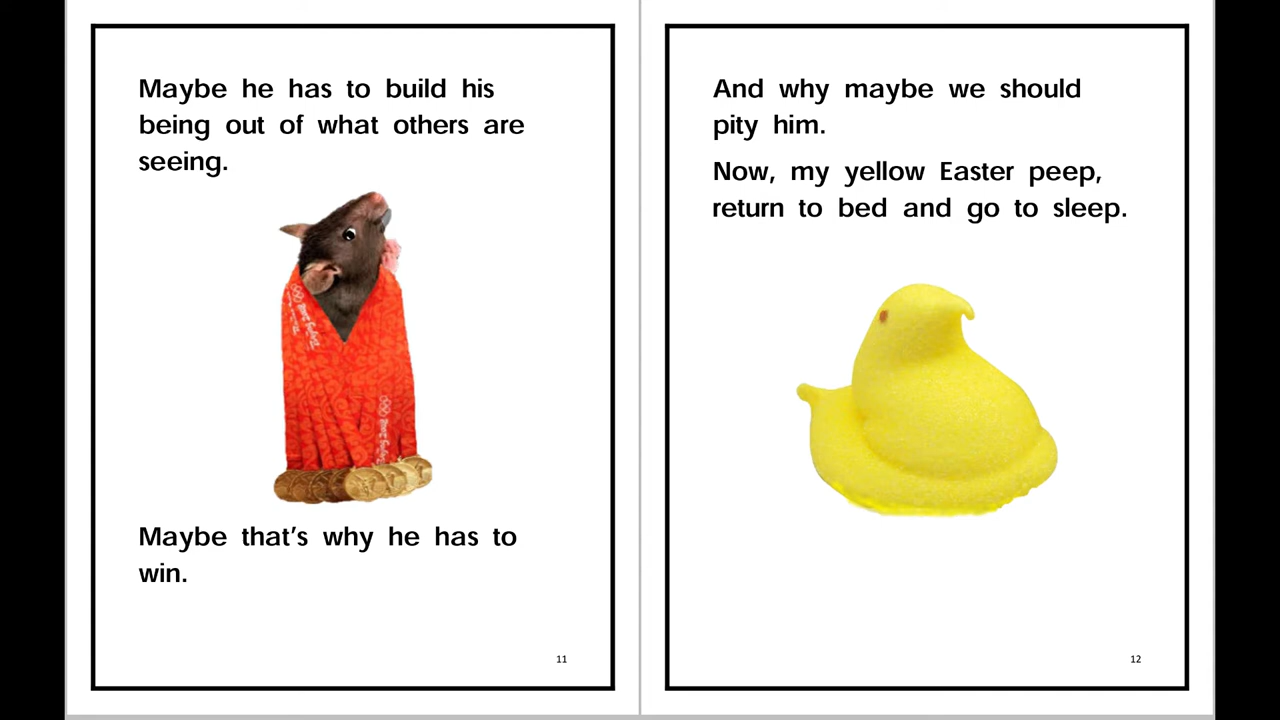 Maybe he has to build his
being out of what others are
seeing.
Maybe that's why he has to
win.
11
And why maybe we should
pity him.
Now, my yellow Easter peep,
return to bed and go to sleep.
12